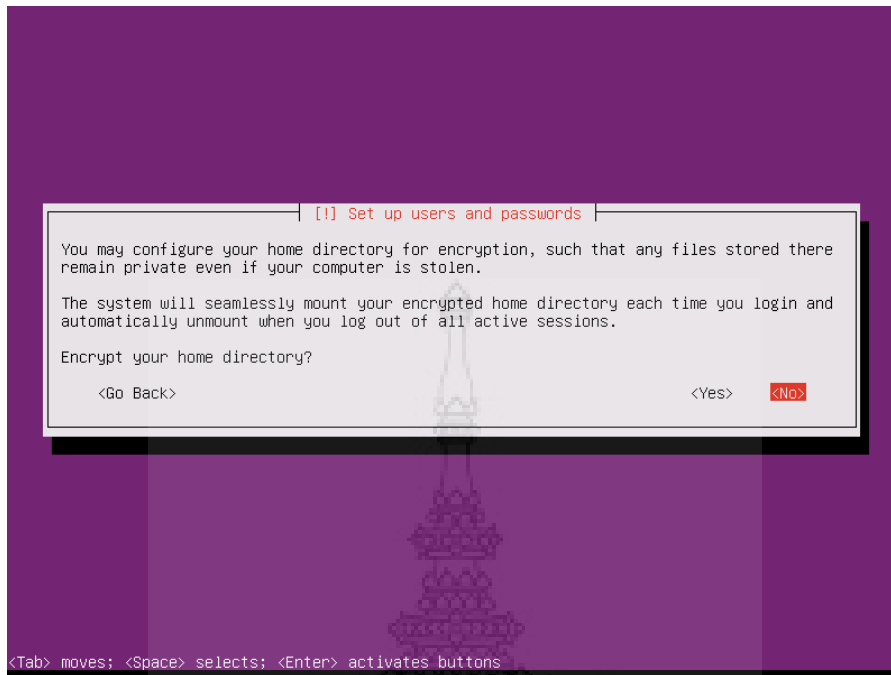 [!] Set up users and passwords
You may configure your home directory for encryption, such that any files stored there
remain private even if your computer is stolen.
The system will seamlessly mount your encrypted home directory each time you login and
automatically unmount when you log out of all active sessions.
Encrypt your home directory?
<Go Back> <Yes> <No>
<Tab> moves; <Space> selects; <Enter> activates buttons